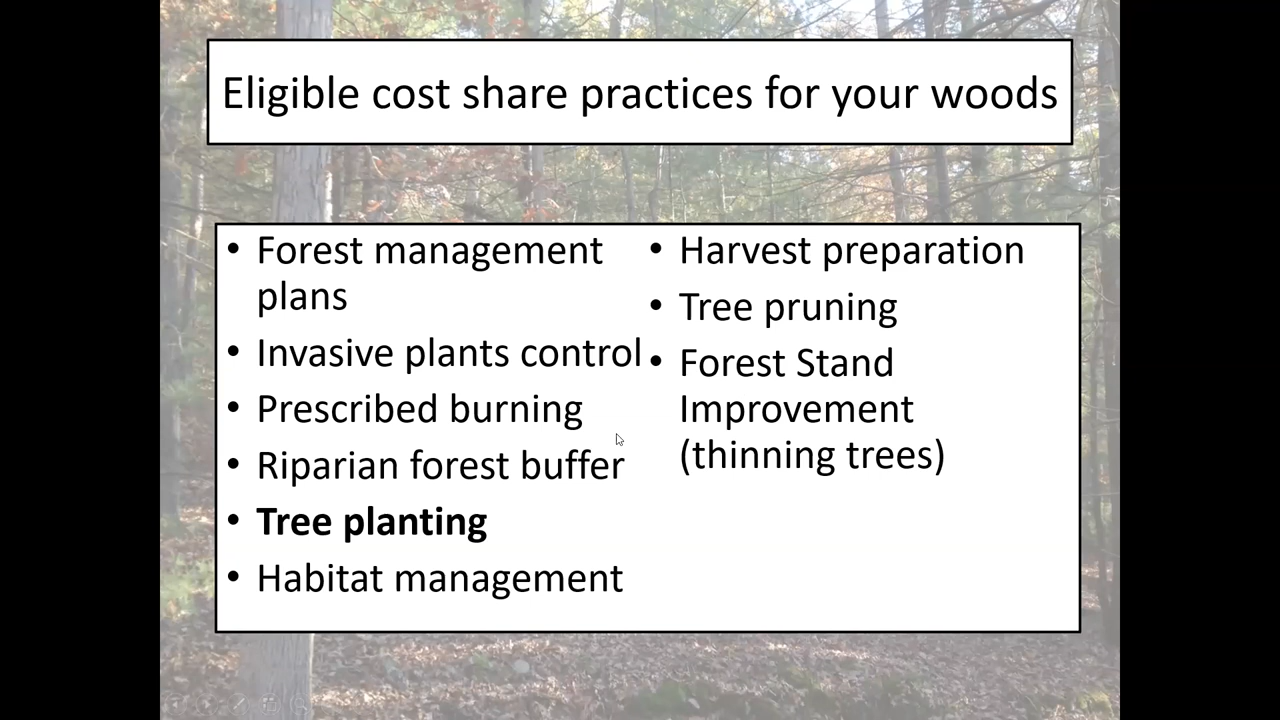 Eligible cost share practices for your woods
• Forest management
plans
• Invasive plants control
• Prescribed burning
• Riparian forest buffer
• Tree planting
• Habitat management
• Harvest preparation
• Tree pruning
• Forest Stand
Improvement
(thinning trees)